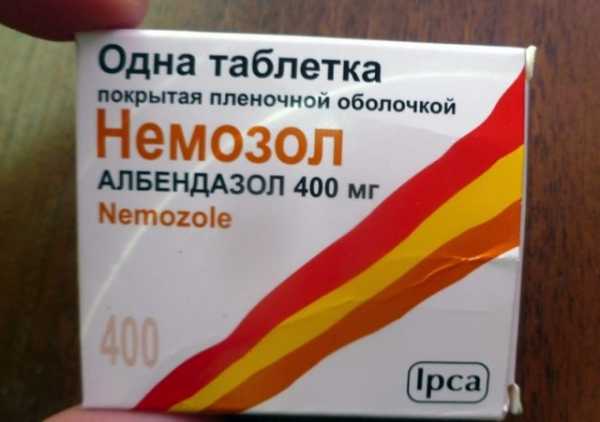 Одна таблетка
покрытая пленочной оболочкой
Немозол
АЛБЕНДАЗОЛ 400 мг
Nemozole
400
Ipca